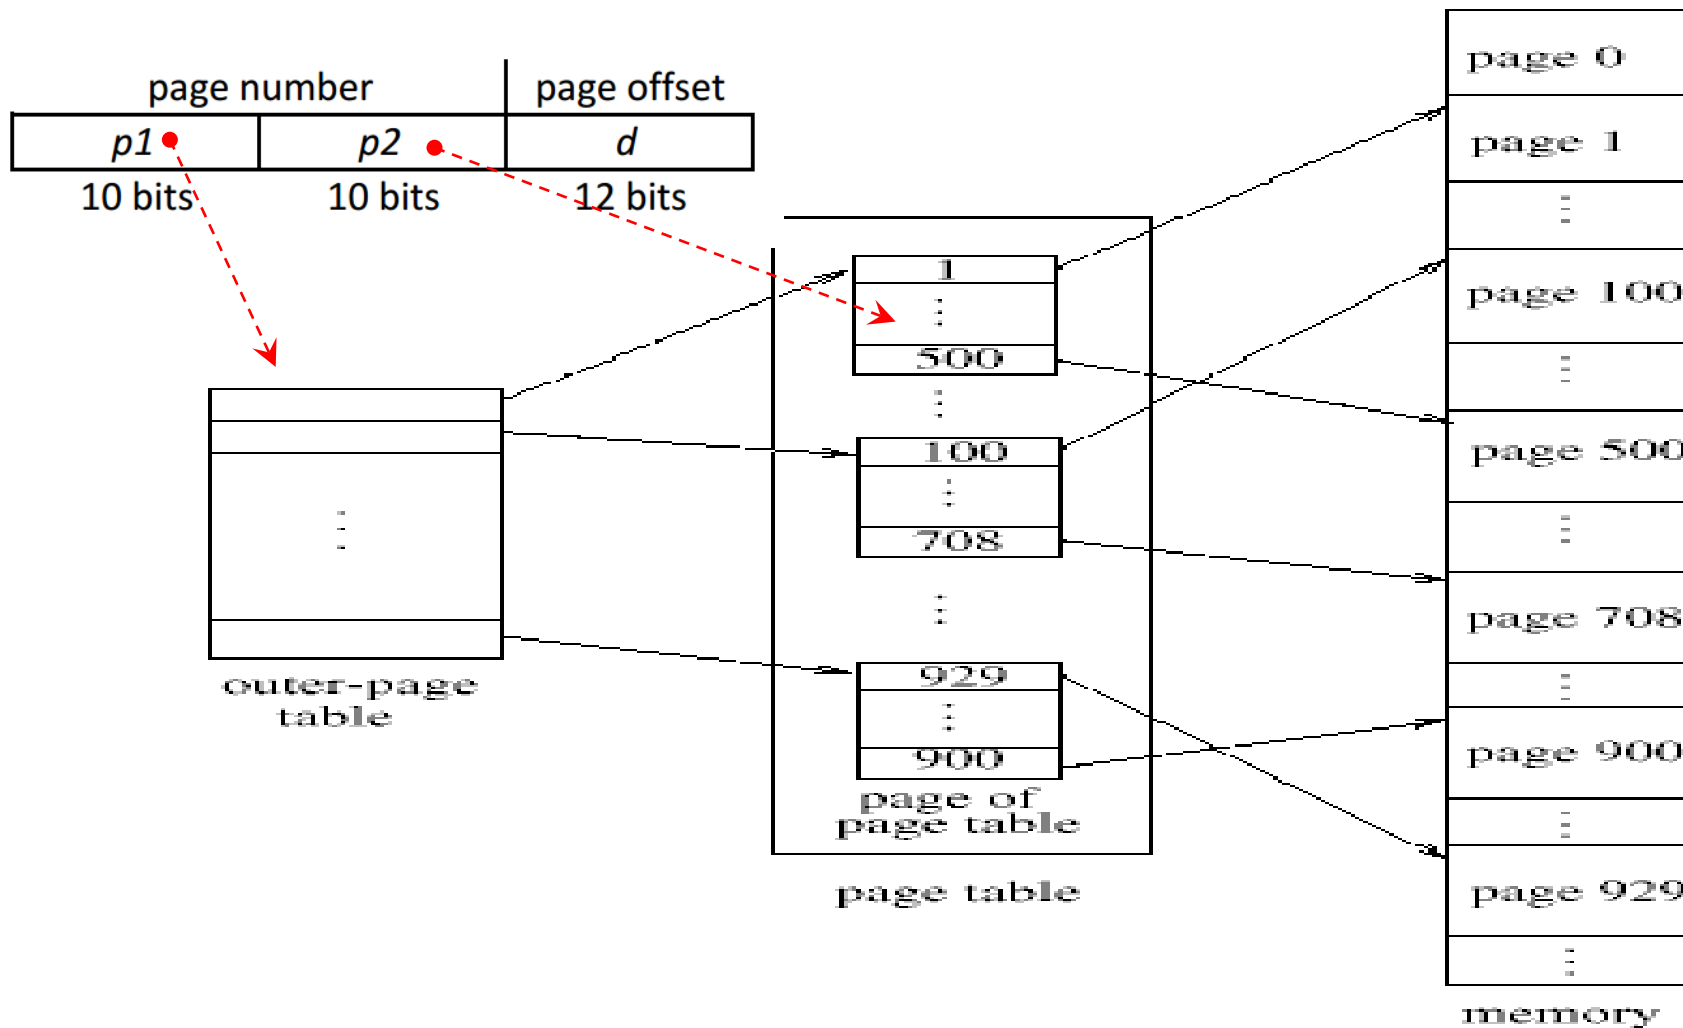 page number
page offset
p1
p2
d
10 bits
10 bits
12 bits
outer-page
table
1
500
100
708
929
900
page of
page table
page table
page 0
page 1
page 100
page 500
page 708
page 900
page 929
memory